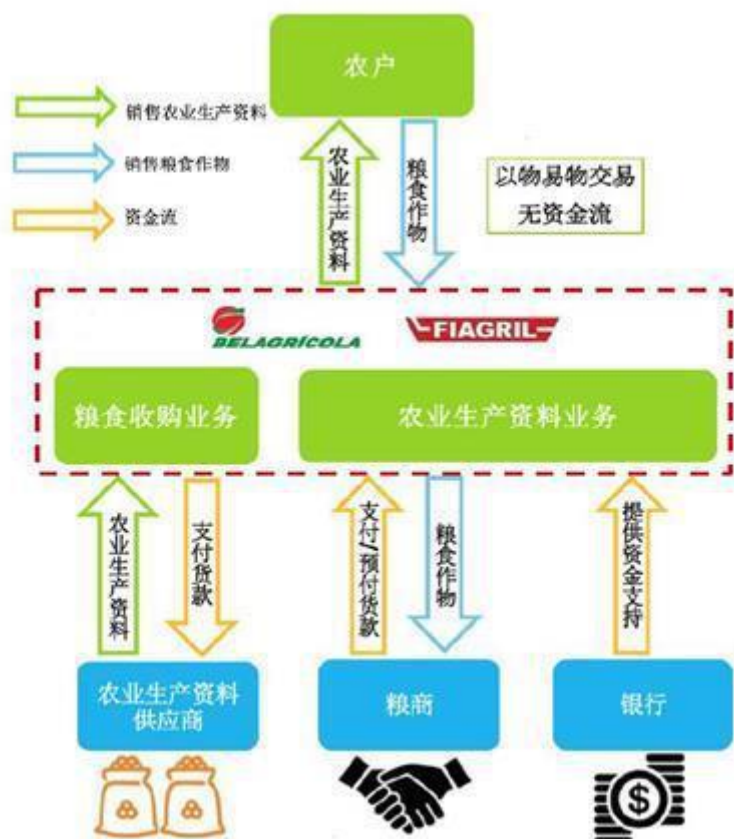 农户
销售农业生产资料
销售粮食作物
资金流
农业生产资料
粮食作物
以物易物交易
无资金流
BELAGRÍCOLA
FIAGRIL
粮食收购业务
农业生产资料业务
农业生产资料
支付货款
支付/预付货款
粮食作物
提供资金支持
农业生产资料
供应商
粮商
银行
$